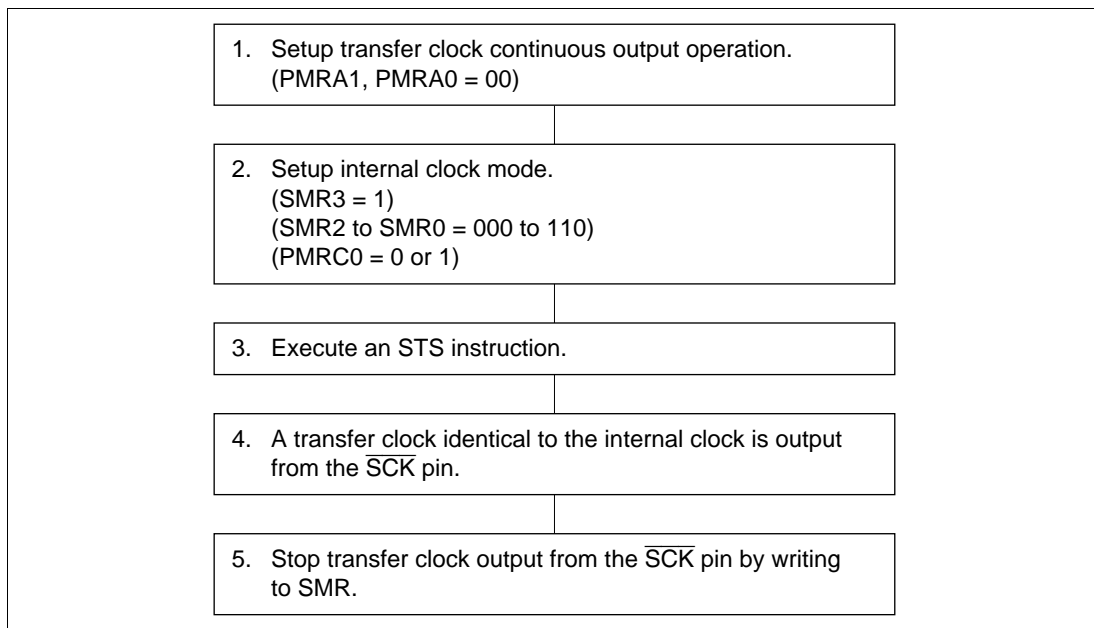 1. Setup transfer clock continuous output operation.
(PMRA1, PMRA0 = 00)
2. Setup internal clock mode.
(SMR3 = 1)
(SMR2 to SMR0 = 000 to 110)
(PMRC0 = 0 or 1)
3. Execute an STS instruction.
4. A transfer clock identical to the internal clock is output
from the S̅C̅K̅ pin.
5. Stop transfer clock output from the S̅C̅K̅ pin by writing
to SMR.